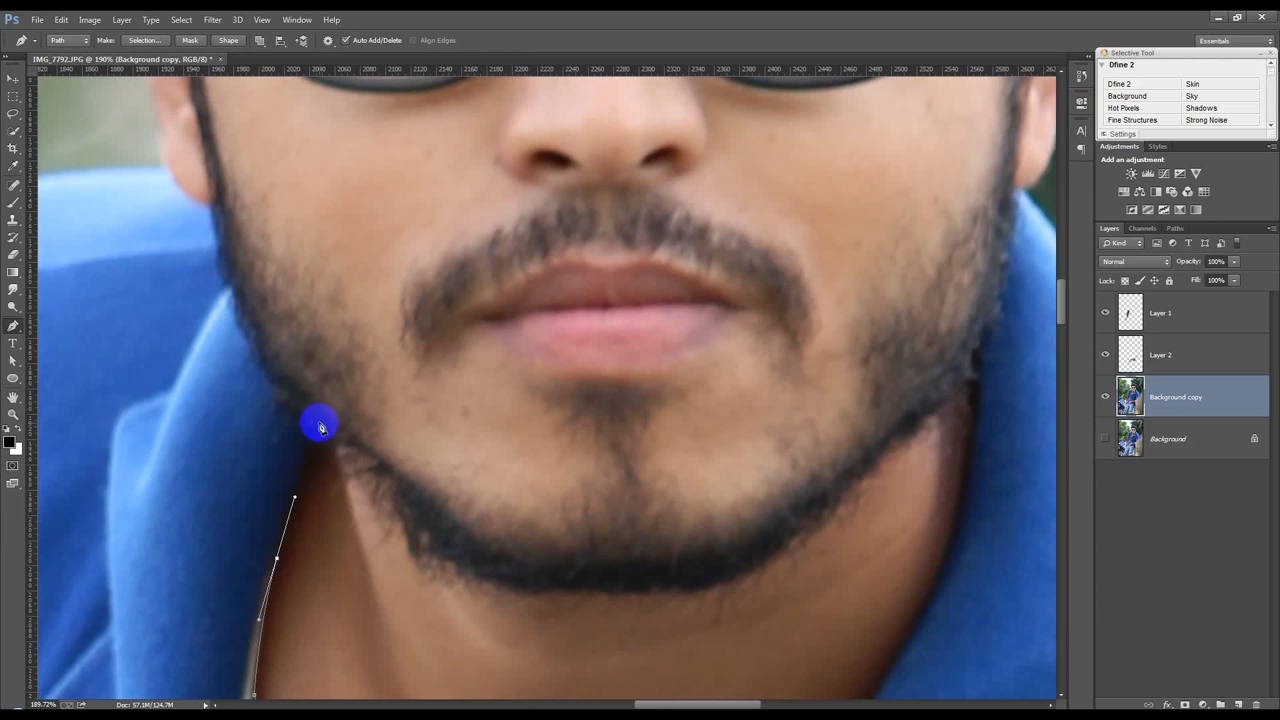 Ps File Edit Image Layer Type Select Filter 3D View Window Help
Path Make: Selection... Mask Shape Auto Add/Delete Align Edges Essentials
IMG_7792.JPG @ 190% (Background copy, RGB/8) * ×
Selective Tool
Dfine 2
Dfine 2 Skin
Background Sky
Hot Pixels Shadows
Fine Structures Strong Noise
Settings
Adjustments Styles
Add an adjustment
Layers Channels Paths
Kind
Normal Opacity: 100%
Lock: Fill: 100%
Layer 1
Layer 2
Background copy
Background
189.72% Doc: 57.1M/124.7M